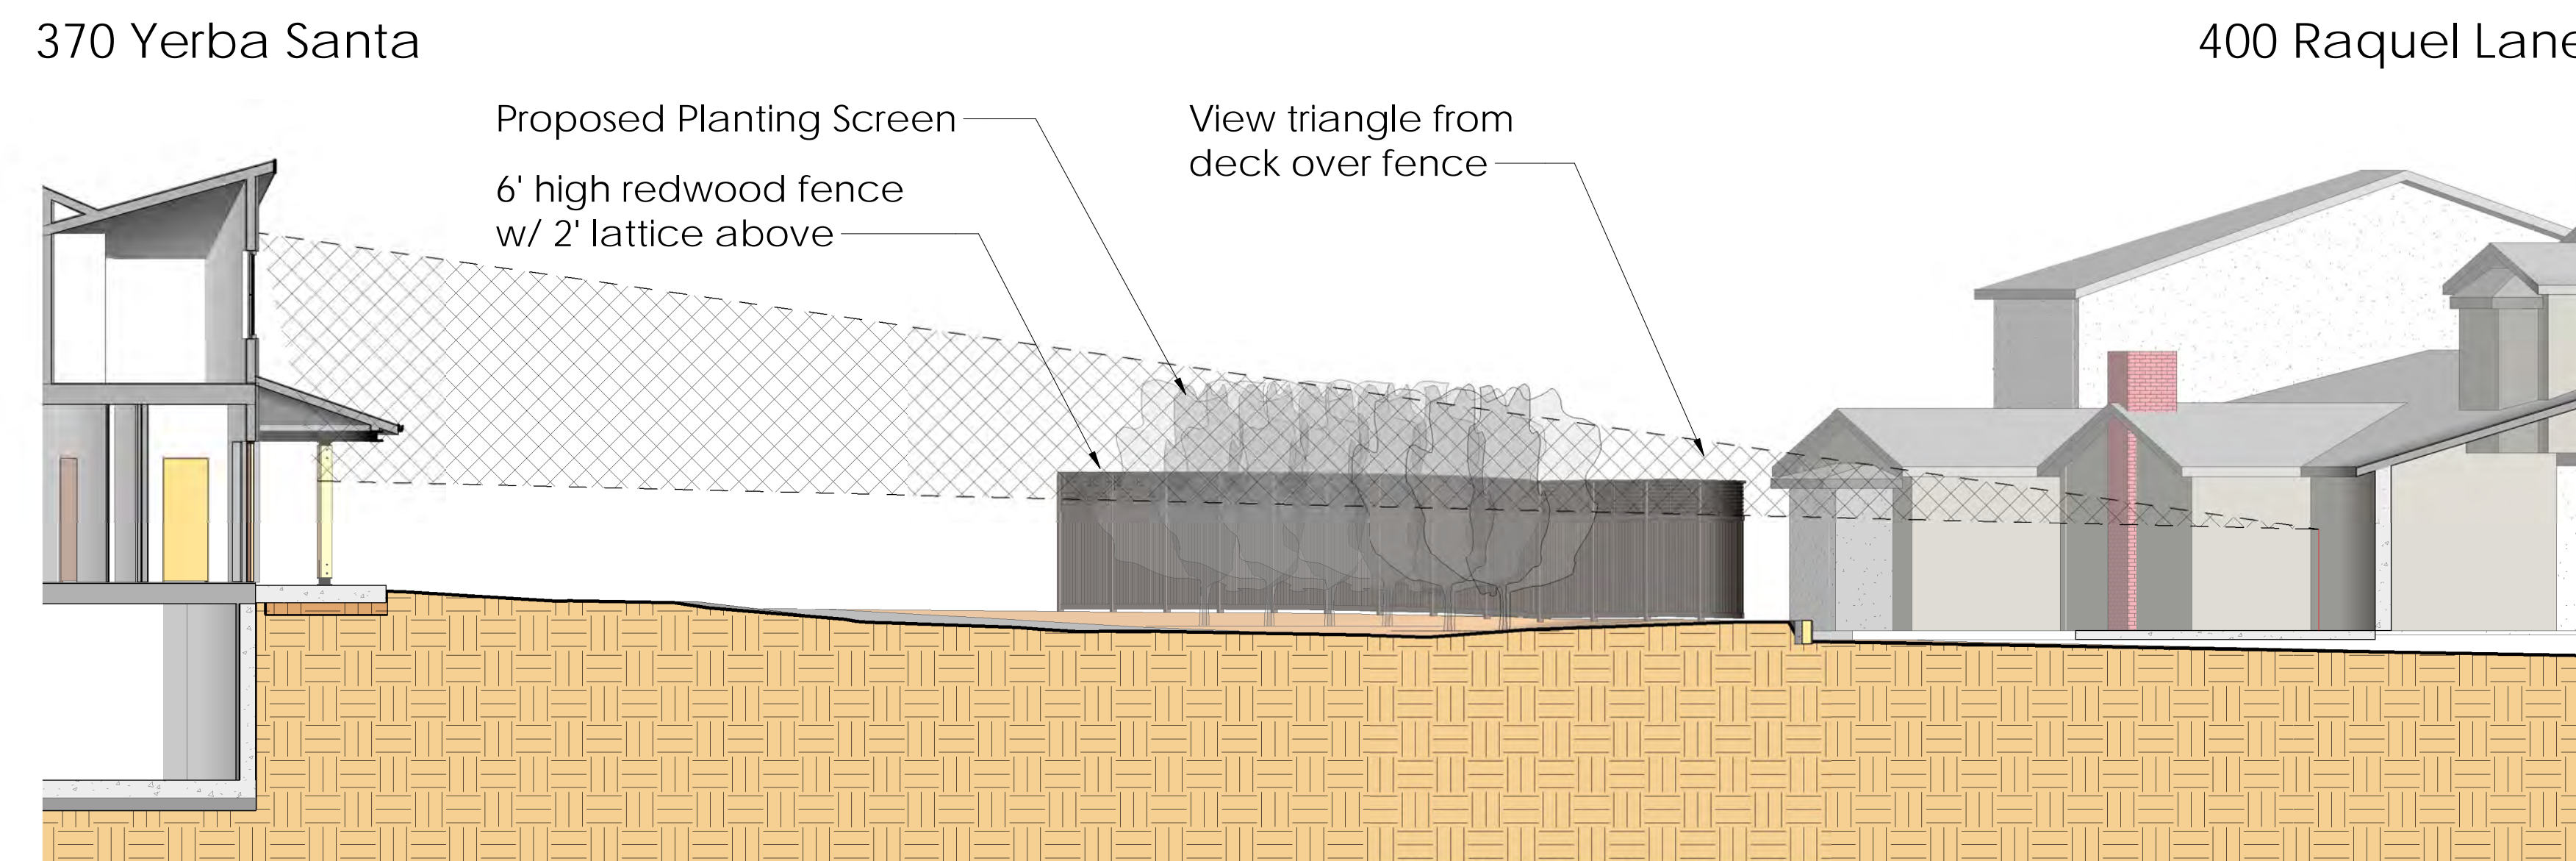 370 Yerba Santa
400 Raquel Lane
Proposed Planting Screen
6' high redwood fence
w/ 2' lattice above
View triangle from
deck over fence